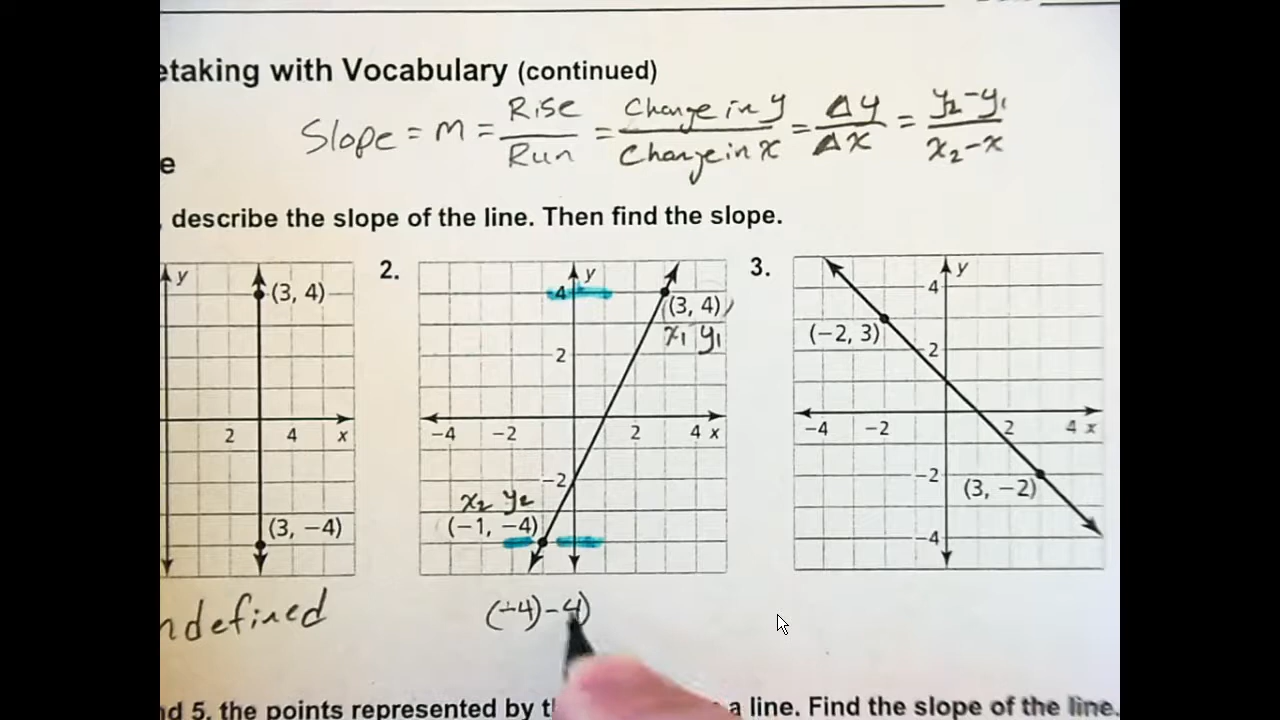 etaking with Vocabulary (continued)
Slope = m = Rise/Run = Change in y/Change in x = Δy/Δx = y₂-y₁/x₂-x
e
, describe the slope of the line. Then find the slope.
y
(3, 4)
2 4 x
(3, −4)
ndefined
2.
y
4
(3, 4)
x₁ y₁
2
−4 −2 2 4 x
−2
x₂ y₂
(−1, −4)
(-4)-4)
3.
y
4
(−2, 3)
2
−4 −2 2 4 x
−2
(3, −2)
−4
nd 5, the points represented by t a line. Find the slope of the line.